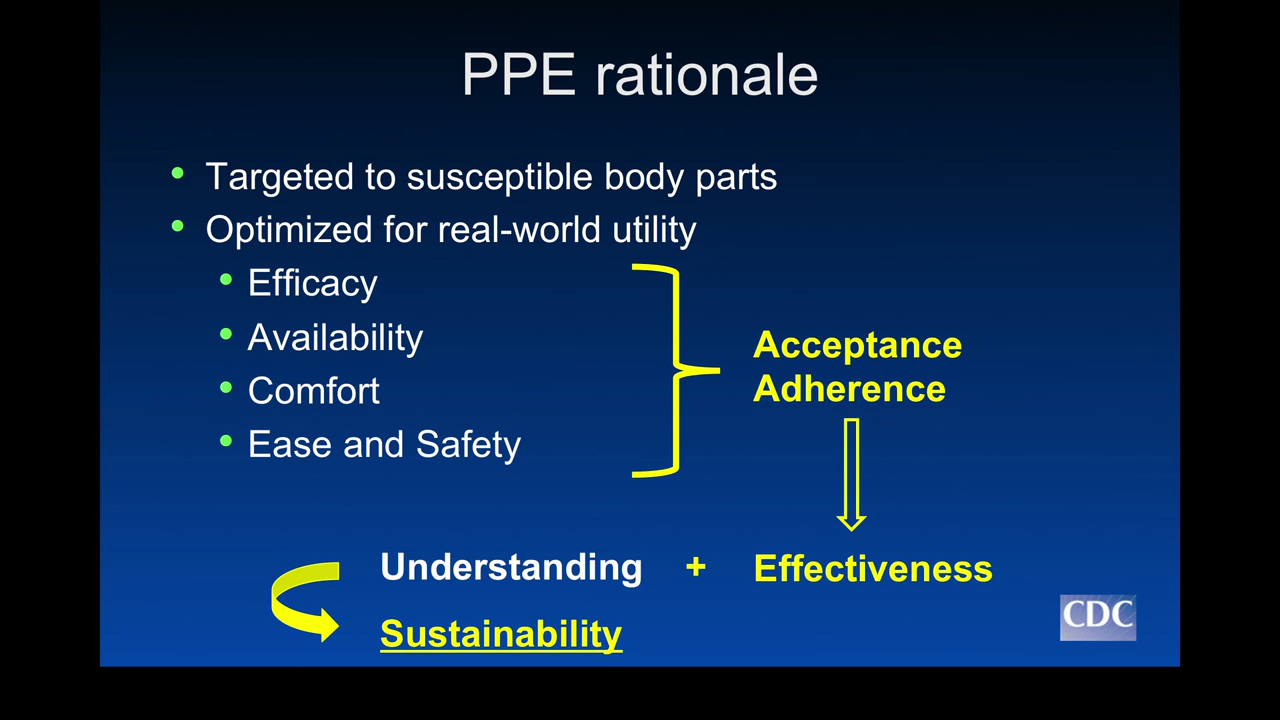 PPE rationale
• Targeted to susceptible body parts
• Optimized for real-world utility
• Efficacy
• Availability
• Comfort
• Ease and Safety
Acceptance
Adherence
Understanding + Effectiveness
Sustainability
CDC